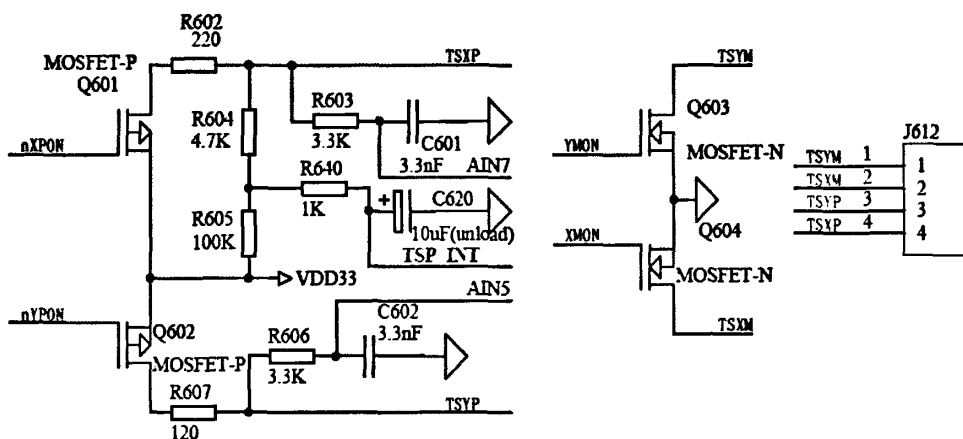 R602
220
MOSFET-P
Q601
TSXP
R604
4.7K
R603
3.3K
C601
3.3nF
nXPON
AIN7
R640
1K
C620
+
10uF(unload)
R605
100K
TSP_INT
VDD33
AIN5
nYPON
Q602
MOSFET-P
R606
3.3K
C602
3.3nF
R607
120
TSYP
TSYM
Q603
YMON
MOSFET-N
Q604
XMON
MOSFET-N
TSXM
J612
TSYM 1 1
TSXM 2 2
TSYP 3 3
TSXP 4 4